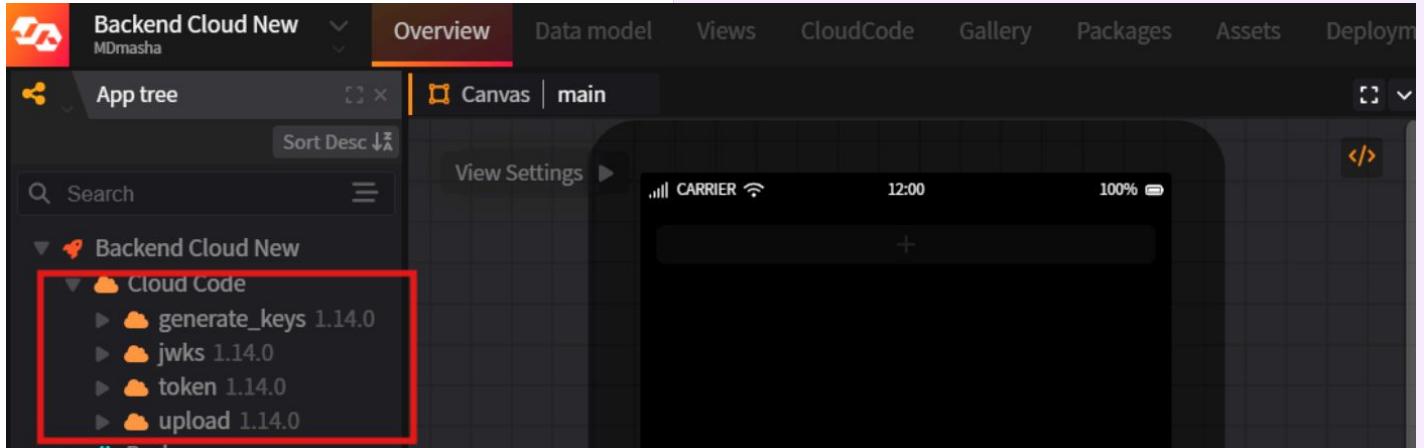 Backend Cloud New
MDmasha
Overview Data model Views CloudCode Gallery Packages Assets Deploym
App tree
Canvas | main
Sort Desc
View Settings
Search
CARRIER 12:00 100%
Backend Cloud New
Cloud Code
generate_keys 1.14.0
jwks 1.14.0
token 1.14.0
upload 1.14.0